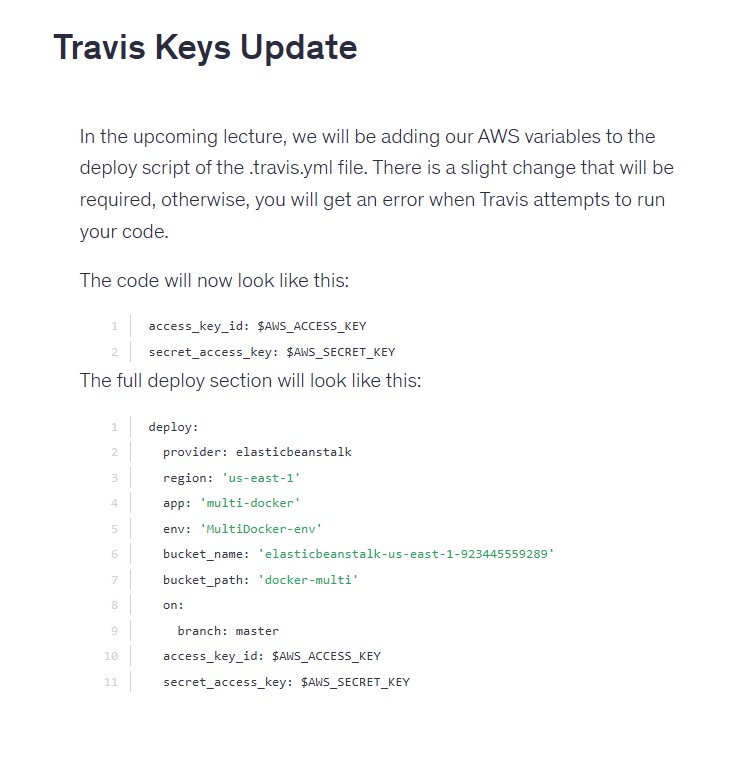 Travis Keys Update
In the upcoming lecture, we will be adding our AWS variables to the
deploy script of the .travis.yml file. There is a slight change that will be
required, otherwise, you will get an error when Travis attempts to run
your code.
The code will now look like this:
1 access_key_id: $AWS_ACCESS_KEY
2 secret_access_key: $AWS_SECRET_KEY
The full deploy section will look like this:
1 deploy:
2   provider: elasticbeanstalk
3   region: 'us-east-1'
4   app: 'multi-docker'
5   env: 'MultiDocker-env'
6   bucket_name: 'elasticbeanstalk-us-east-1-923445559289'
7   bucket_path: 'docker-multi'
8   on:
9     branch: master
10   access_key_id: $AWS_ACCESS_KEY
11   secret_access_key: $AWS_SECRET_KEY